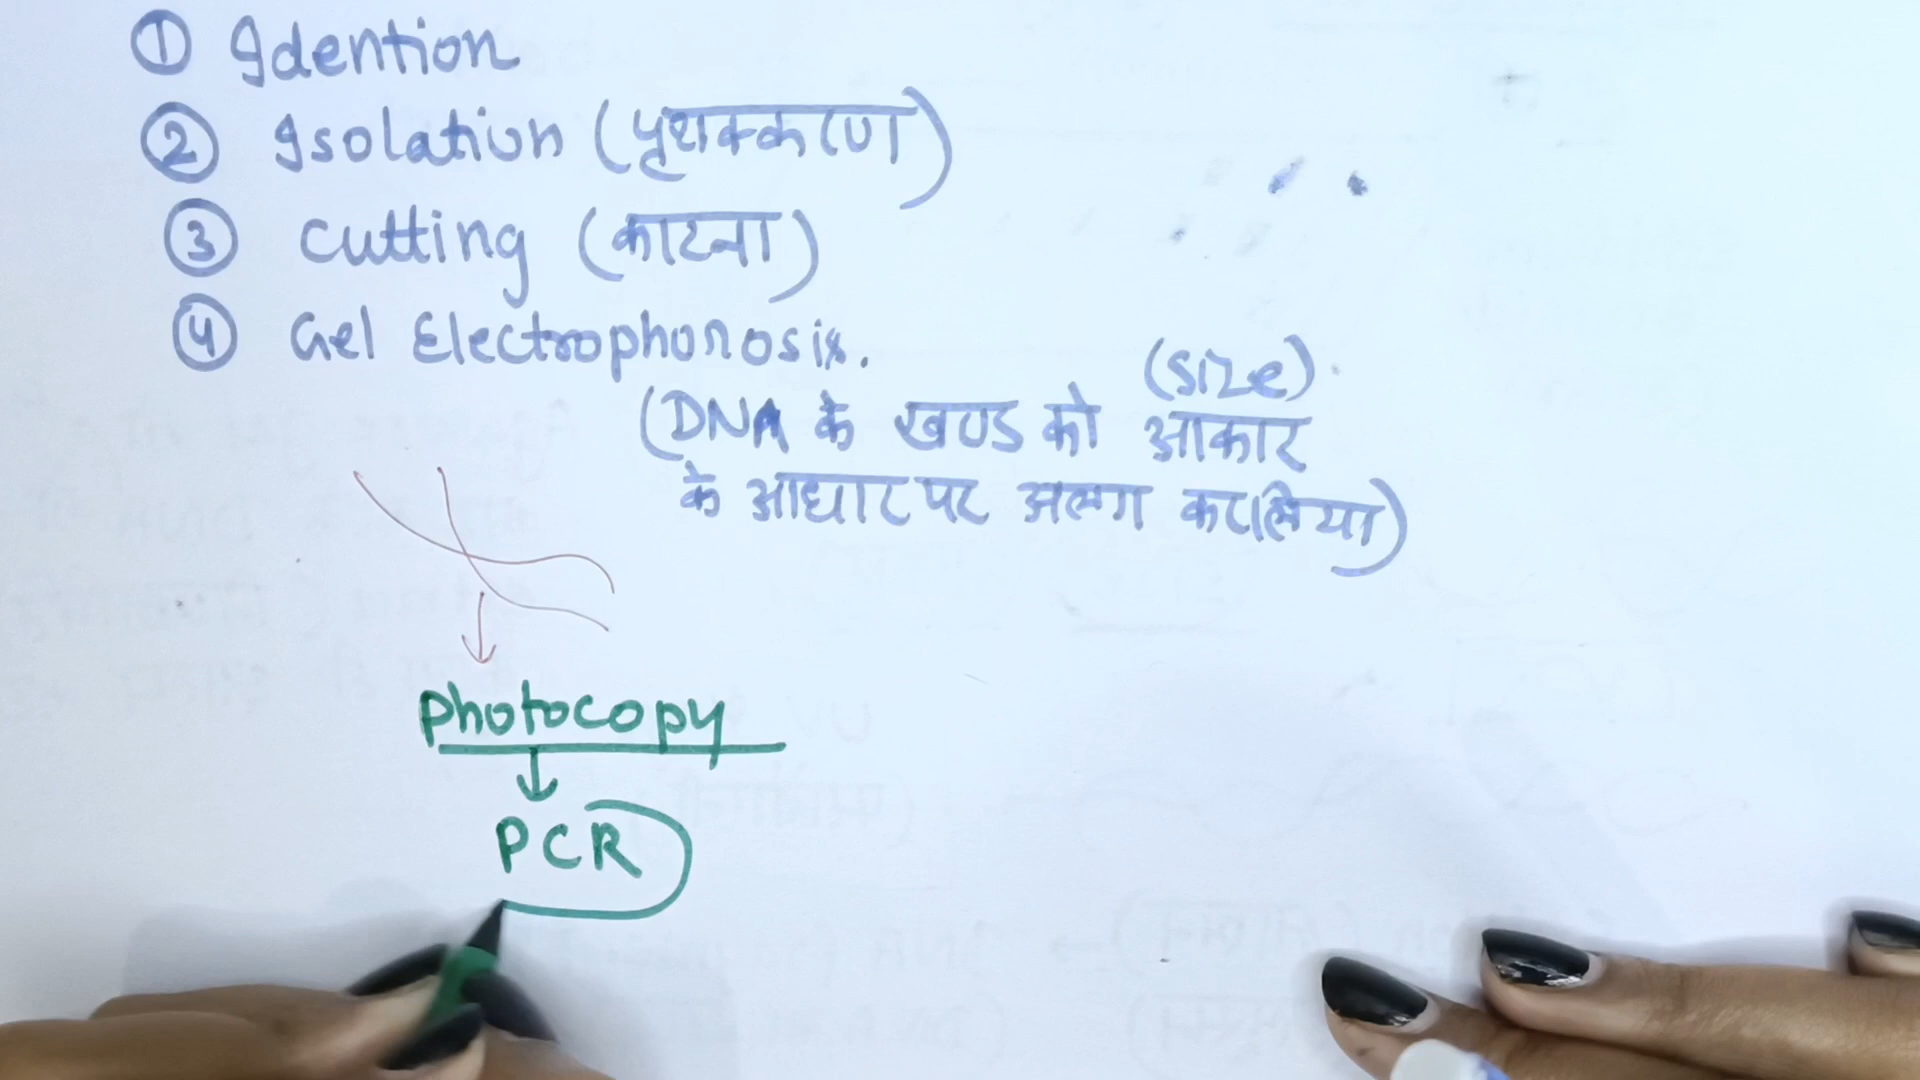 ① Idention
② Isolation (पृथक्करण)
③ cutting (काटना)
④ Gel Electrophorosis.
(size)
(DNA के खण्ड को आकार
के आधार पर अलग कर लिया)
photocopy
PCR